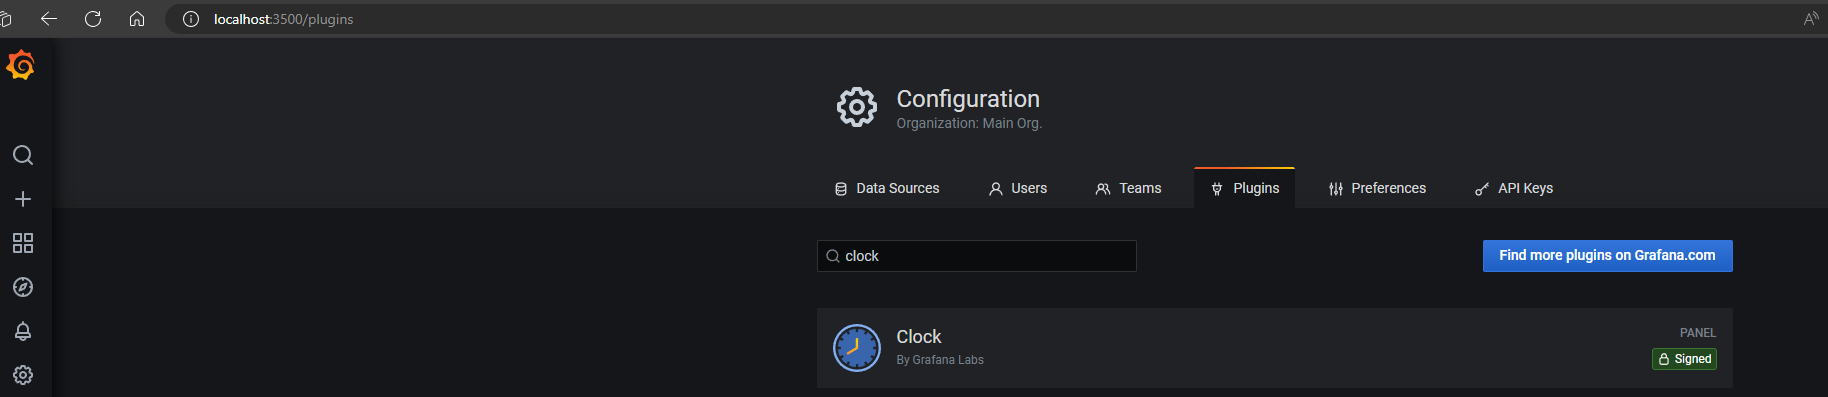 localhost:3500/plugins
Configuration
Organization: Main Org.
Data Sources
Users
Teams
Plugins
Preferences
API Keys
clock
Find more plugins on Grafana.com
Clock
PANEL
By Grafana Labs
Signed